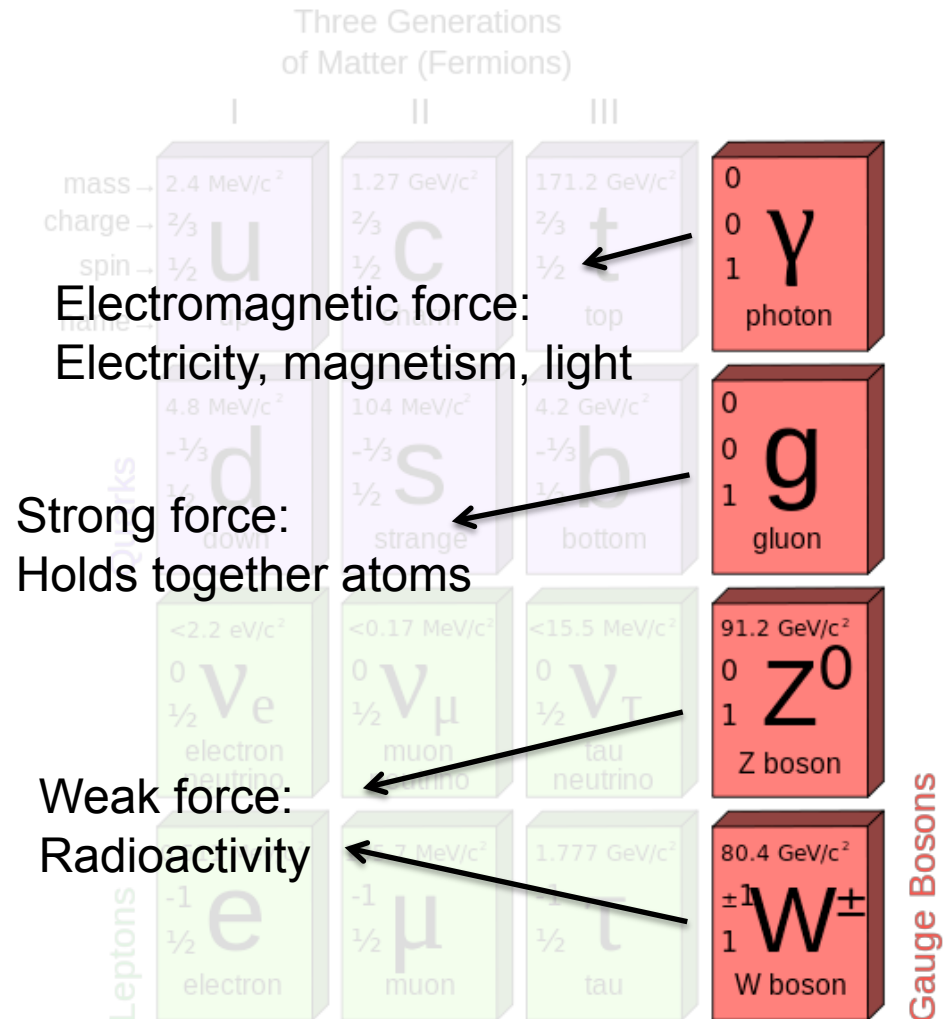 Three Generations
of Matter (Fermions)
I II III
mass→ 2.4 MeV/c² 1.27 GeV/c² 171.2 GeV/c² 0
charge→ ⅔ ⅔ ⅔ 0
spin→ ½ ½ ½ 1
u c t γ
name→ up charm top photon
Electromagnetic force:
Electricity, magnetism, light
4.8 MeV/c² 104 MeV/c² 4.2 GeV/c² 0
-⅓ -⅓ -⅓ 0
½ ½ ½ 1
d s b g
down strange bottom gluon
Quarks
Strong force:
Holds together atoms
<2.2 eV/c² <0.17 MeV/c² <15.5 MeV/c² 91.2 GeV/c²
0 0 0 0
½ ½ ½ 1
νe νμ ντ Z⁰
electron neutrino
muon neutrino
tau neutrino
Z boson
Weak force:
Radioactivity
1.777 GeV/c² 80.4 GeV/c²
-1 -1 -1 ±1
½ ½ ½ 1
e μ τ W±
electron muon tau W boson
Leptons
Gauge Bosons